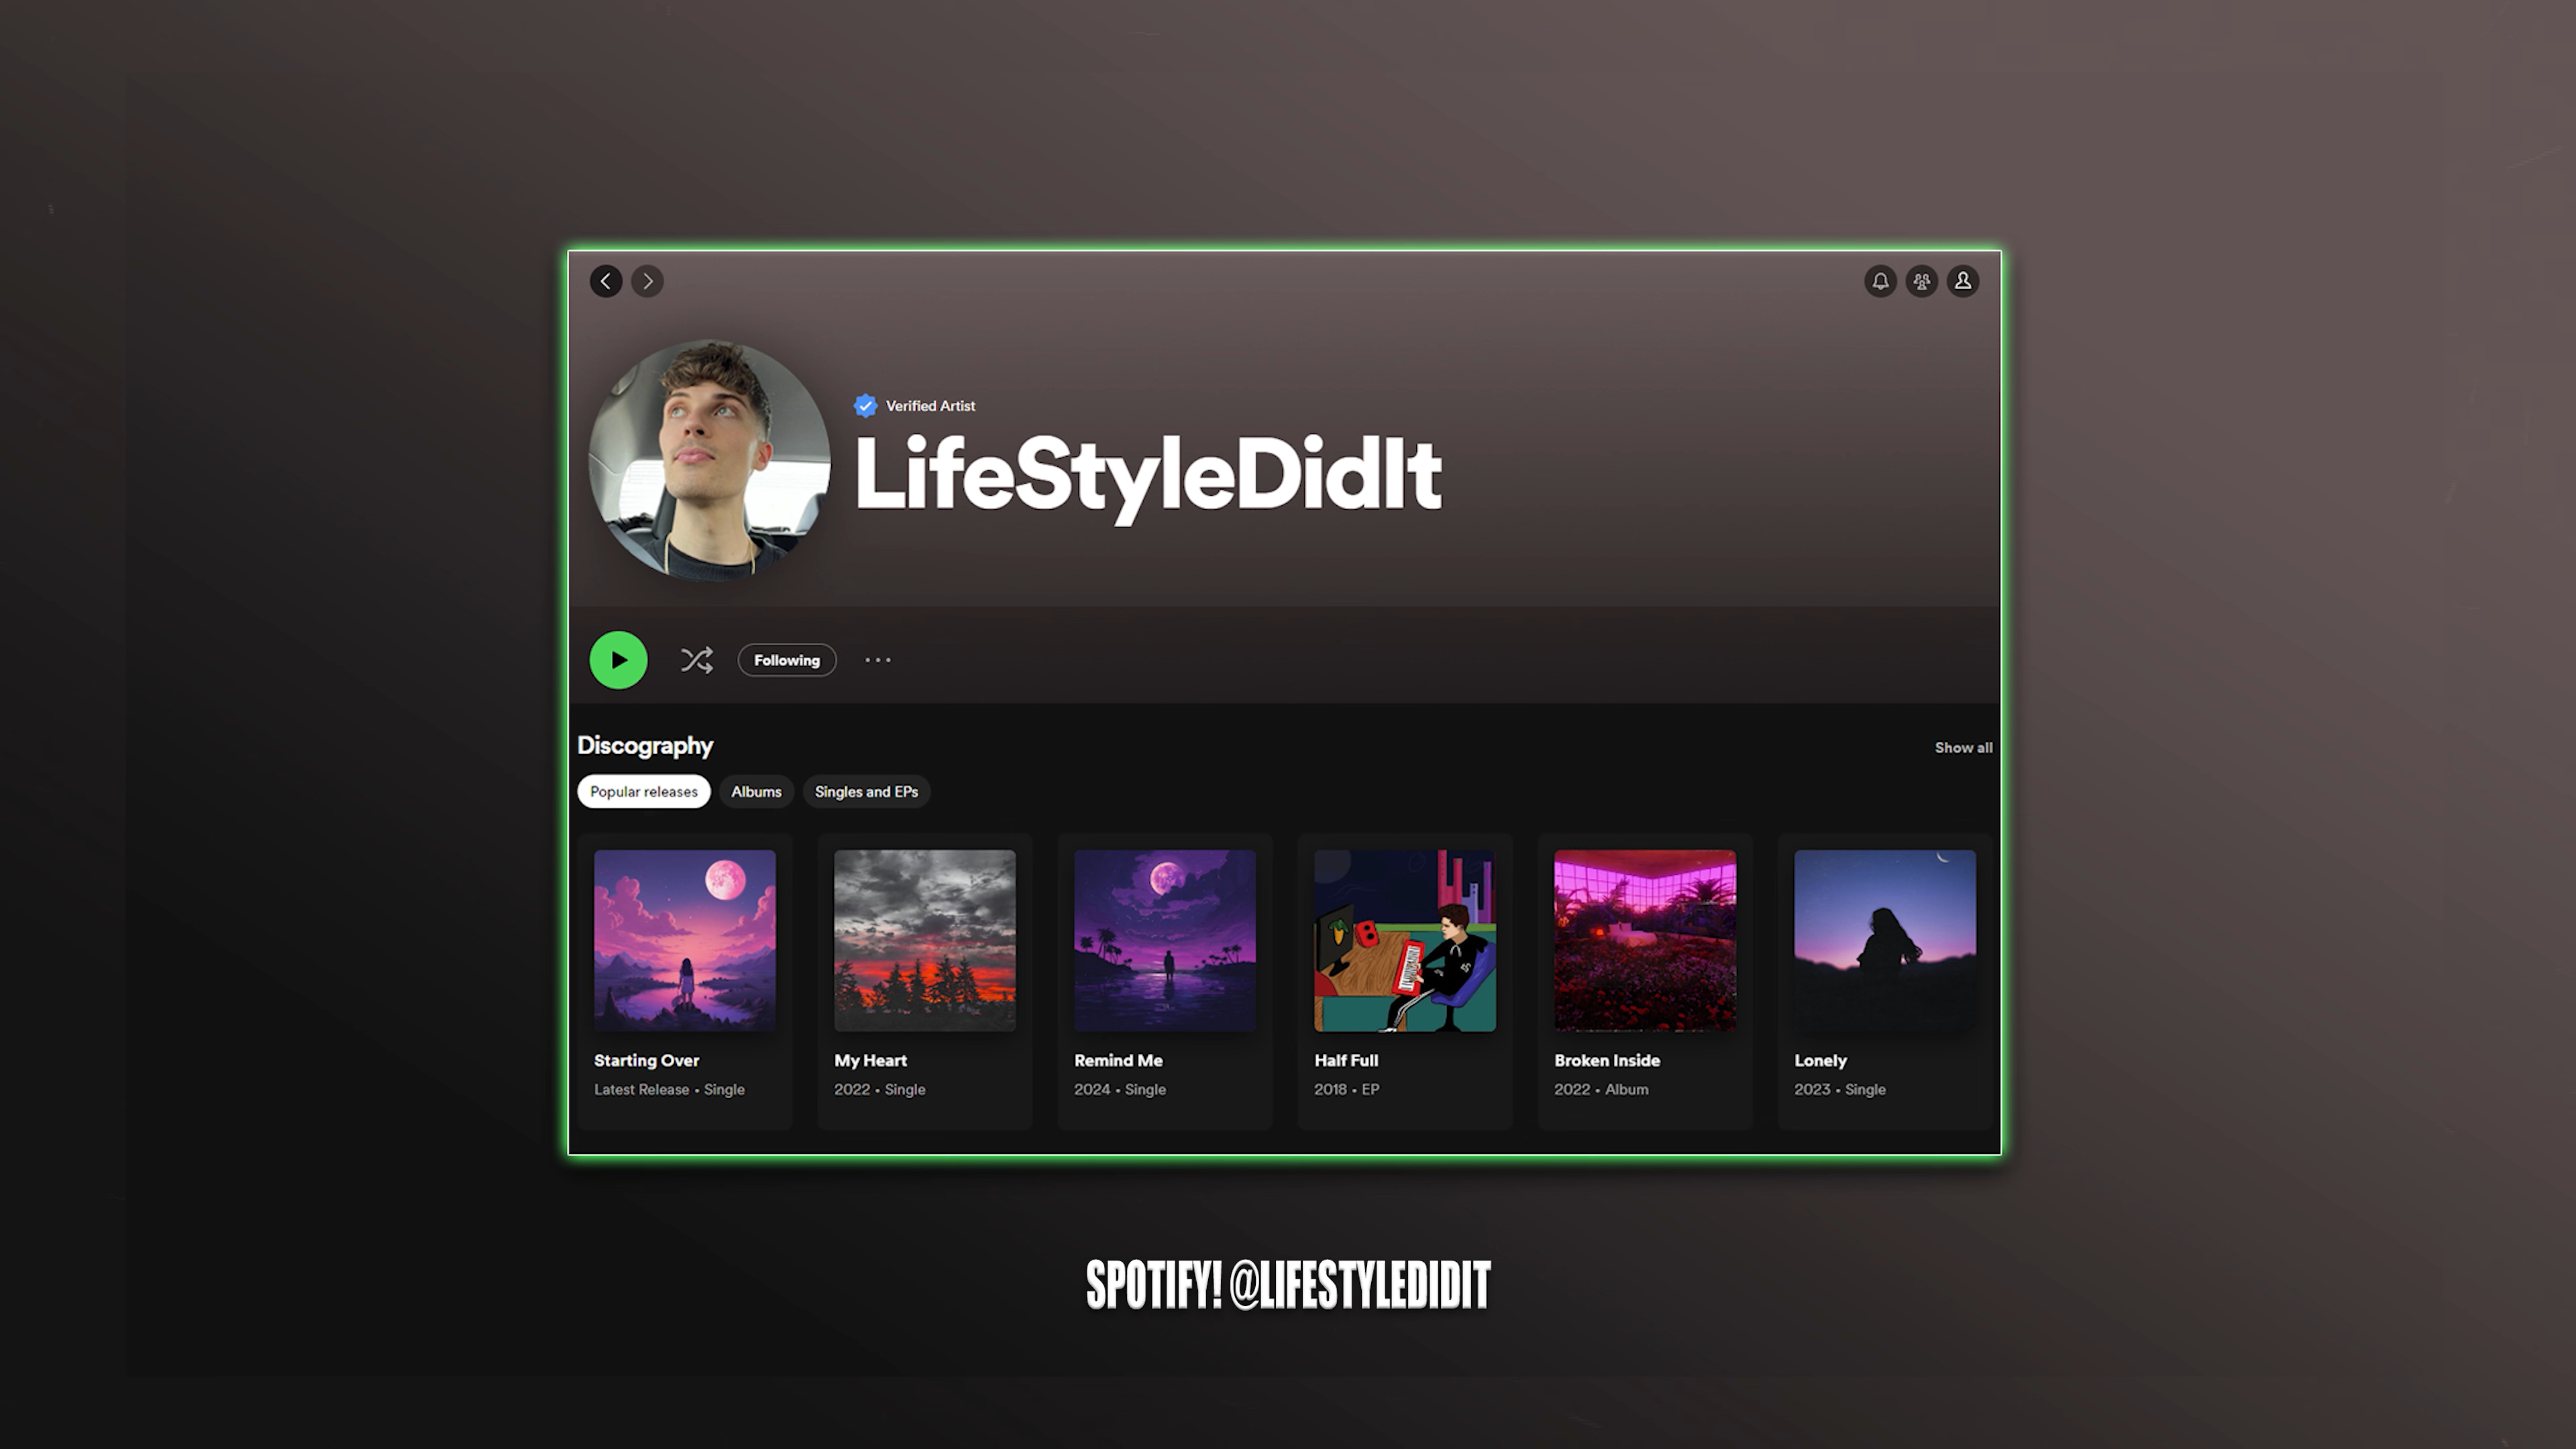 Verified Artist
LifeStyleDidIt
Following
Discography
Show all
Popular releases
Albums
Singles and EPs
Starting Over
Latest Release • Single
My Heart
2022 • Single
Remind Me
2024 • Single
Half Full
2018 • EP
Broken Inside
2022 • Album
Lonely
2023 • Single
SPOTIFY! @LIFESTYLEDIDIT